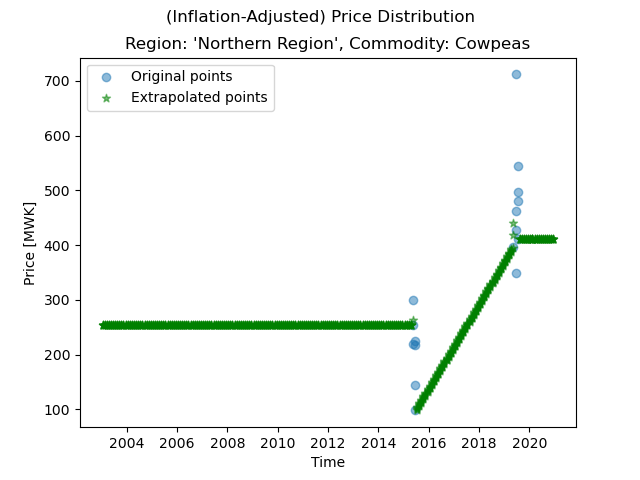 (Inflation-Adjusted) Price Distribution
Region: 'Northern Region', Commodity: Cowpeas
Original points
Extrapolated points
700
600
500
400
300
200
100
Price [MWK]
2004 2006 2008 2010 2012 2014 2016 2018 2020
Time